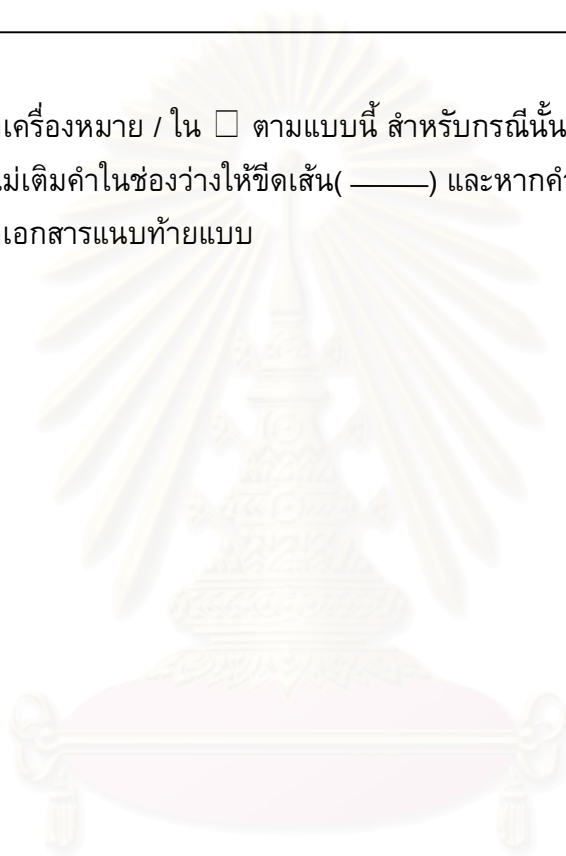 เครื่องหมาย / ใน □ ตามแบบนี้ สำหรับกรณีนั้น
ไม่เติมคำในช่องว่างให้ขีดเส้น( ———) และหากคำ
เอกสารแนบท้ายแบบ